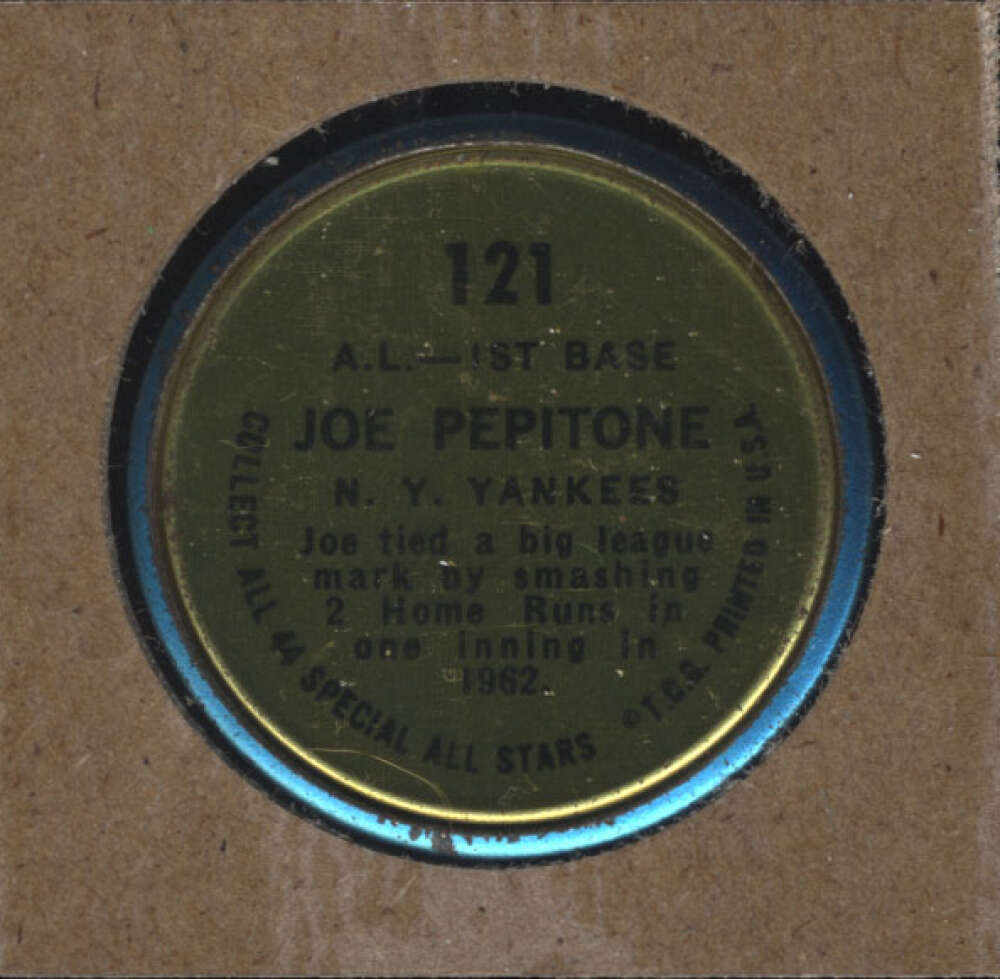 121
A.L.—1ST BASE
JOE PEPITONE
N. Y. YANKEES
Joe tied a big league
mark by smashing
2 Home Runs in
one inning in
1962.
COLLECT ALL 44 SPECIAL ALL STARS
© T.C.G. PRINTED IN U.S.A.